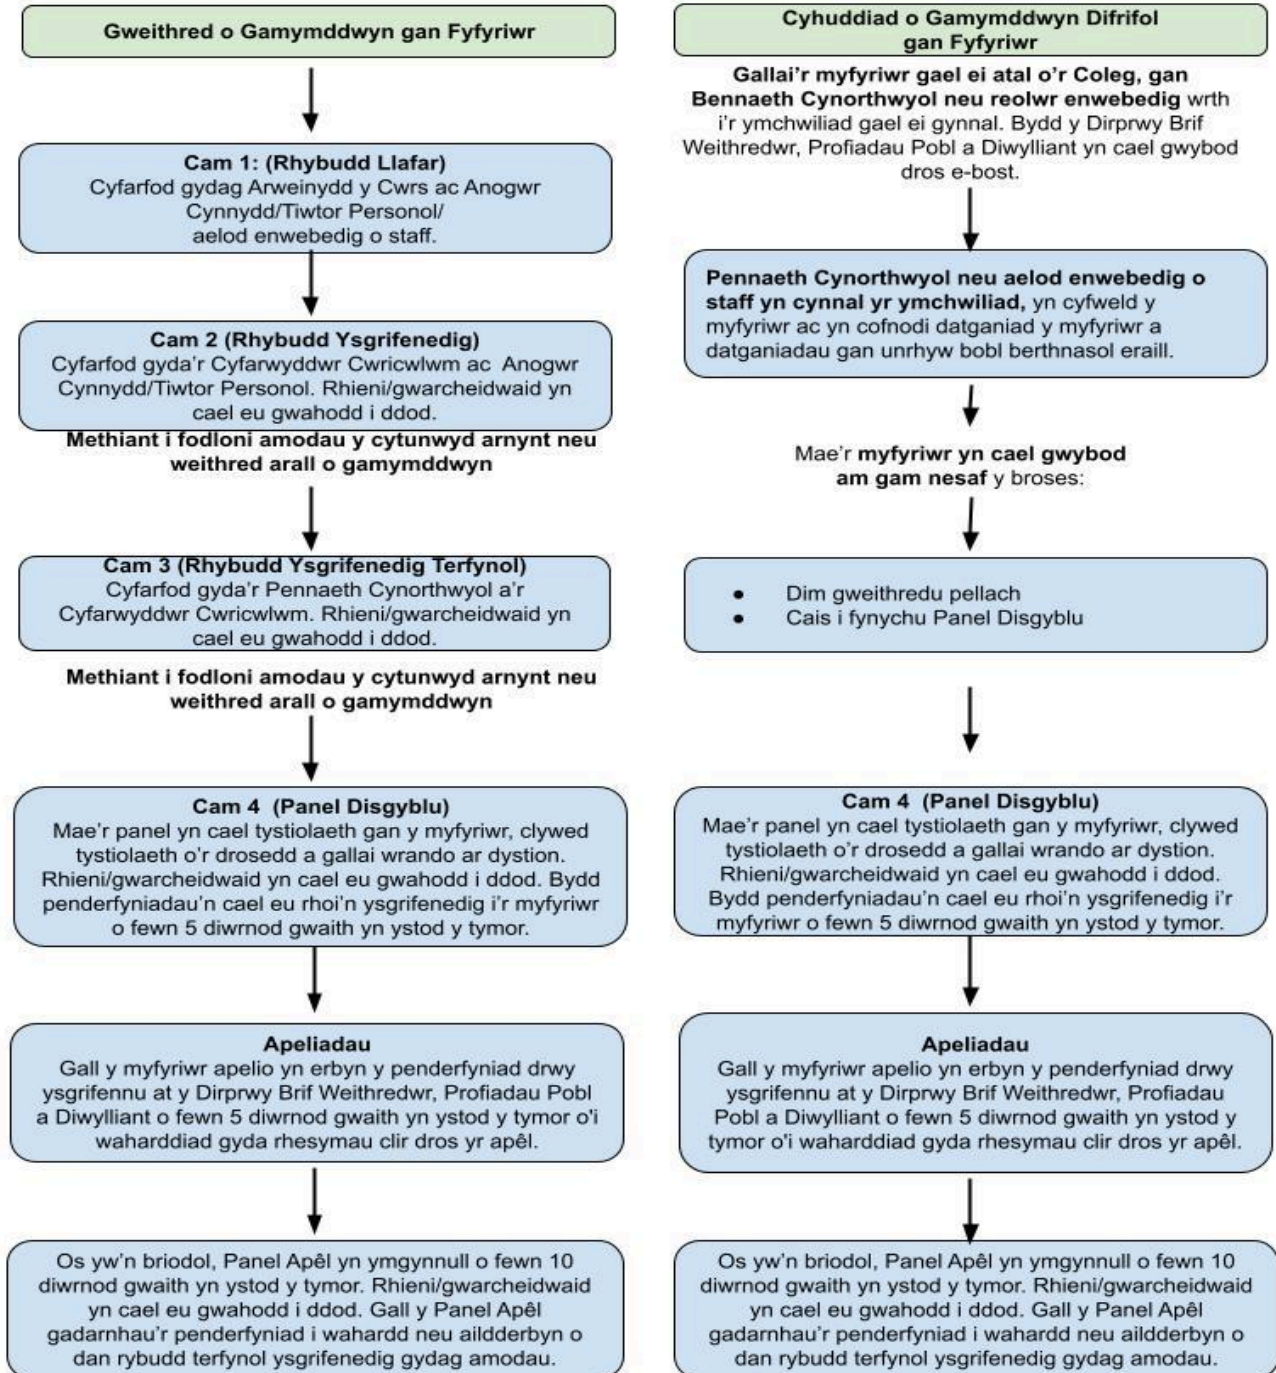 Gweithred o Gamymddwyn gan Fyfyriwr
Cam 1: (Rhybudd Llafar)
Cyfarfod gydag Arweinydd y Cwrs ac Anogwr
Cynnydd/Tiwtor Personol/
aelod enwebedig o staff.
Cam 2 (Rhybudd Ysgrifenedig)
Cyfarfod gyda'r Cyfarwyddwr Cwricwlwm ac Anogwr
Cynnydd/Tiwtor Personol. Rhieni/gwarcheidwaid yn
cael eu gwahodd i ddod.
Methiant i fodloni amodau y cytunwyd arnynt neu
weithred arall o gamymddwyn
Cam 3 (Rhybudd Ysgrifenedig Terfynol)
Cyfarfod gyda'r Pennaeth Cynorthwyol a'r
Cyfarwyddwr Cwricwlwm. Rhieni/gwarcheidwaid yn
cael eu gwahodd i ddod.
Methiant i fodloni amodau y cytunwyd arnynt neu
weithred arall o gamymddwyn
Cam 4 (Panel Disgyblu)
Mae'r panel yn cael tystiolaeth gan y myfyriwr, clywed
tystiolaeth o'r drosedd a gallai wrando ar dystion.
Rhieni/gwarcheidwaid yn cael eu gwahodd i ddod. Bydd
penderfyniadau'n cael eu rhoi'n ysgrifenedig i'r myfyriwr
o fewn 5 diwrnod gwaith yn ystod y tymor.
Apeliadau
Gall y myfyriwr apelio yn erbyn y penderfyniad drwy
ysgrifennu at y Dirprwy Brif Weithredwr, Profiadau Pobl
a Diwylliant o fewn 5 diwrnod gwaith yn ystod y tymor o'i
waharddiad gyda rhesymau clir dros yr apêl.
Os yw'n briodol, Panel Apêl yn ymgynnull o fewn 10
diwrnod gwaith yn ystod y tymor. Rhieni/gwarcheidwaid
yn cael eu gwahodd i ddod. Gall y Panel Apêl
gadarnhau'r penderfyniad i wahardd neu aildderbyn o
dan rybudd terfynol ysgrifenedig gydag amodau.
Cyhuddiad o Gamymddwyn Difrifol
gan Fyfyriwr
Gallai'r myfyriwr gael ei atal o'r Coleg, gan
Bennaeth Cynorthwyol neu reolwr enwebedig wrth
i'r ymchwiliad gael ei gynnal. Bydd y Dirprwy Brif
Weithredwr, Profiadau Pobl a Diwylliant yn cael gwybod
dros e-bost.
Pennaeth Cynorthwyol neu aelod enwebedig o
staff yn cynnal yr ymchwiliad, yn cyfweld y
myfyriwr ac yn cofnodi datganiad y myfyriwr a
datganiadau gan unrhyw bobl berthnasol eraill.
Mae'r myfyriwr yn cael gwybod
am gam nesaf y broses:
● Dim gweithredu pellach
● Cais i fynychu Panel Disgyblu
Cam 4 (Panel Disgyblu)
Mae'r panel yn cael tystiolaeth gan y myfyriwr, clywed
tystiolaeth o'r drosedd a gallai wrando ar dystion.
Rhieni/gwarcheidwaid yn cael eu gwahodd i ddod.
Bydd penderfyniadau'n cael eu rhoi'n ysgrifenedig i'r
myfyriwr o fewn 5 diwrnod gwaith yn ystod y tymor.
Apeliadau
Gall y myfyriwr apelio yn erbyn y penderfyniad drwy
ysgrifennu at y Dirprwy Brif Weithredwr, Profiadau
Pobl a Diwylliant o fewn 5 diwrnod gwaith yn ystod y
tymor o'i waharddiad gyda rhesymau clir dros yr apêl.
Os yw'n briodol, Panel Apêl yn ymgynnull o fewn 10
diwrnod gwaith yn ystod y tymor. Rhieni/gwarcheidwaid
yn cael eu gwahodd i ddod. Gall y Panel Apêl
gadarnhau'r penderfyniad i wahardd neu aildderbyn o
dan rybudd terfynol ysgrifenedig gydag amodau.